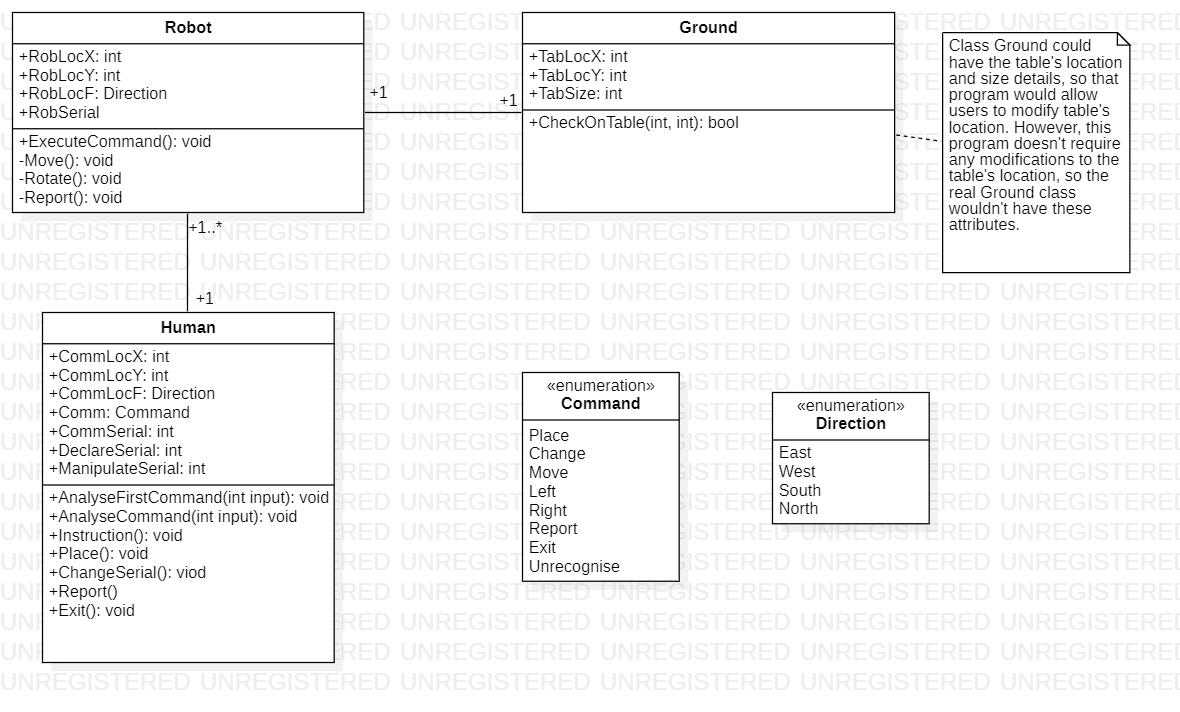 Robot
+RobLocX: int
+RobLocY: int
+RobLocF: Direction
+RobSerial
+ExecuteCommand(): void
-Move(): void
-Rotate(): void
-Report(): void
+1
+1
Ground
+TabLocX: int
+TabLocY: int
+TabSize: int
+CheckOnTable(int, int): bool
Class Ground could
have the table's location
and size details, so that
program would allow
users to modify table's
location. However, this
program doesn't require
any modifications to the
table's location, so the
real Ground class
wouldn't have these
attributes.
+1..*
+1
Human
+CommLocX: int
+CommLocY: int
+CommLocF: Direction
+Comm: Command
+CommSerial: int
+DeclareSerial: int
+ManipulateSerial: int
+AnalyseFirstCommand(int input): void
+AnalyseCommand(int input): void
+Instruction(): void
+Place(): void
+ChangeSerial(): viod
+Report()
+Exit(): void
«enumeration»
Command
Place
Change
Move
Left
Right
Report
Exit
Unrecognise
«enumeration»
Direction
East
West
South
North
UNREGISTERED UNREGISTERED UNREGISTERED UNREGISTERED UNREGISTERED UNREGISTERED